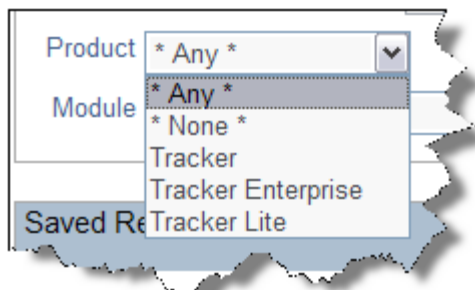 Product * Any *
* Any *
Module
* None *
Tracker
Tracker Enterprise
Saved Re
Tracker Lite